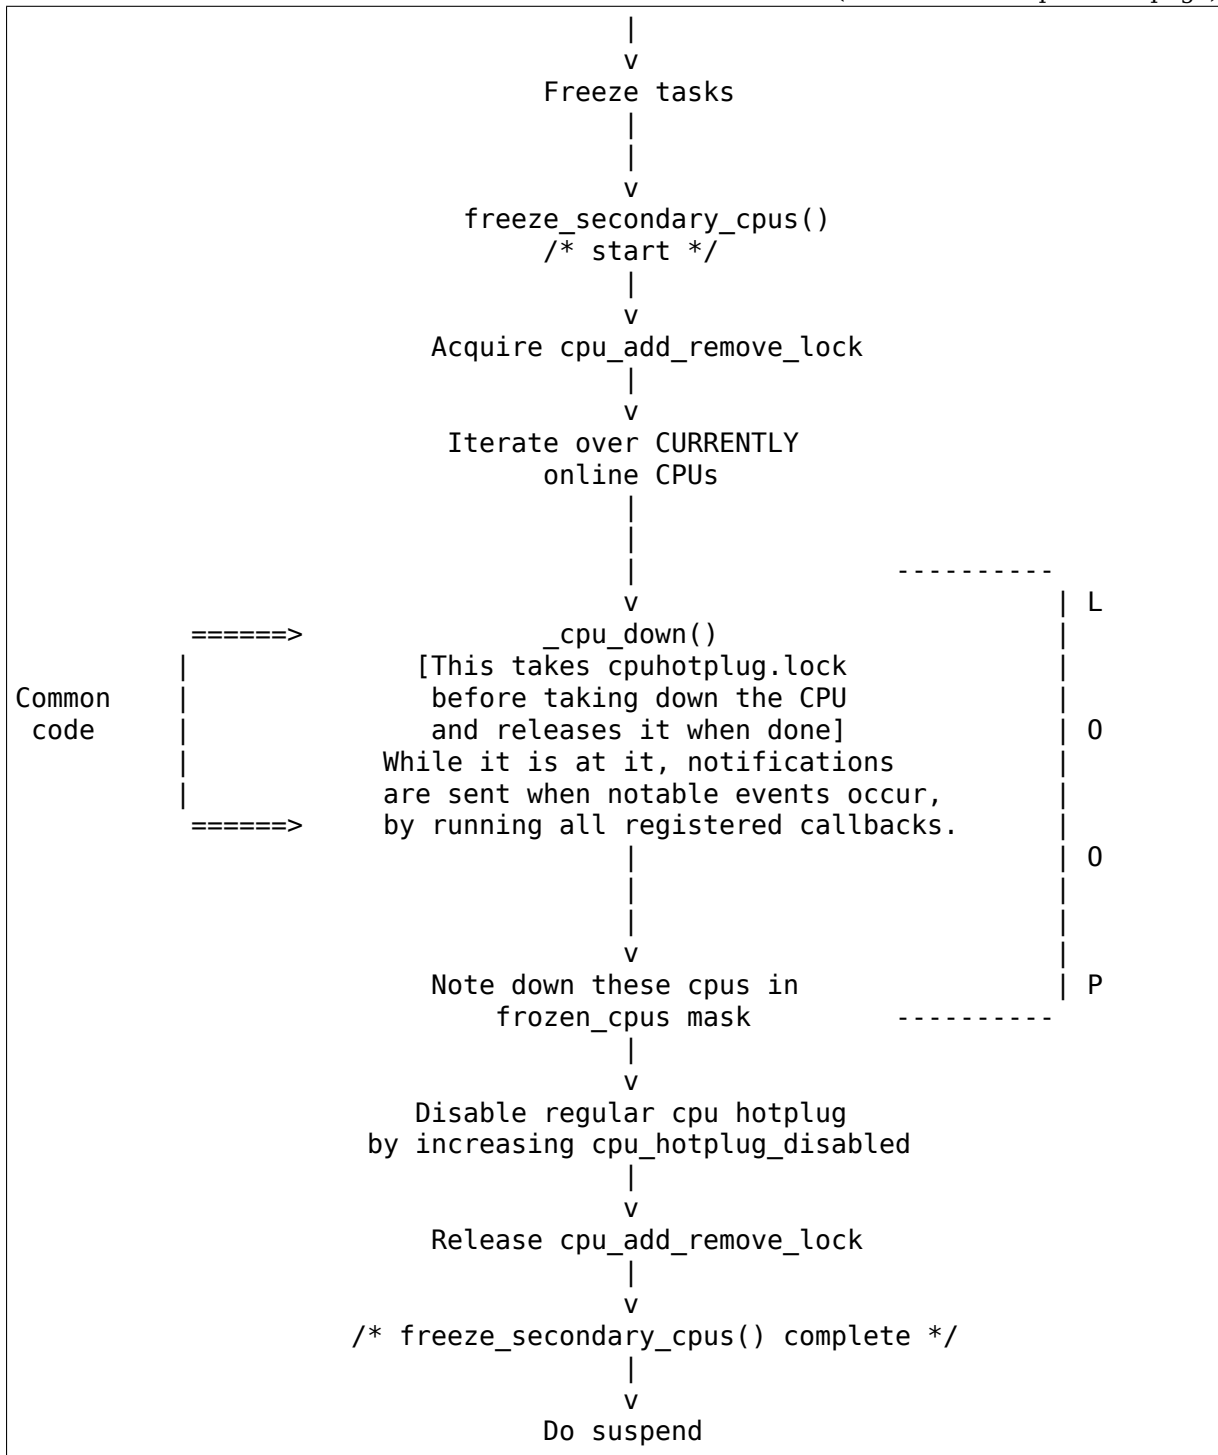 |
v
Freeze tasks
|
|
v
freeze_secondary_cpus()
/* start */
|
v
Acquire cpu_add_remove_lock
|
v
Iterate over CURRENTLY
online CPUs
|
|
| ----------
v | L
======> _cpu_down() |
| [This takes cpuhotplug.lock |
Common | before taking down the CPU |
code | and releases it when done] | O
| While it is at it, notifications |
| are sent when notable events occur, |
======> by running all registered callbacks. |
| | O
| |
| |
v |
Note down these cpus in | P
frozen_cpus mask ----------
|
v
Disable regular cpu hotplug
by increasing cpu_hotplug_disabled
|
v
Release cpu_add_remove_lock
|
v
/* freeze_secondary_cpus() complete */
|
v
Do suspend